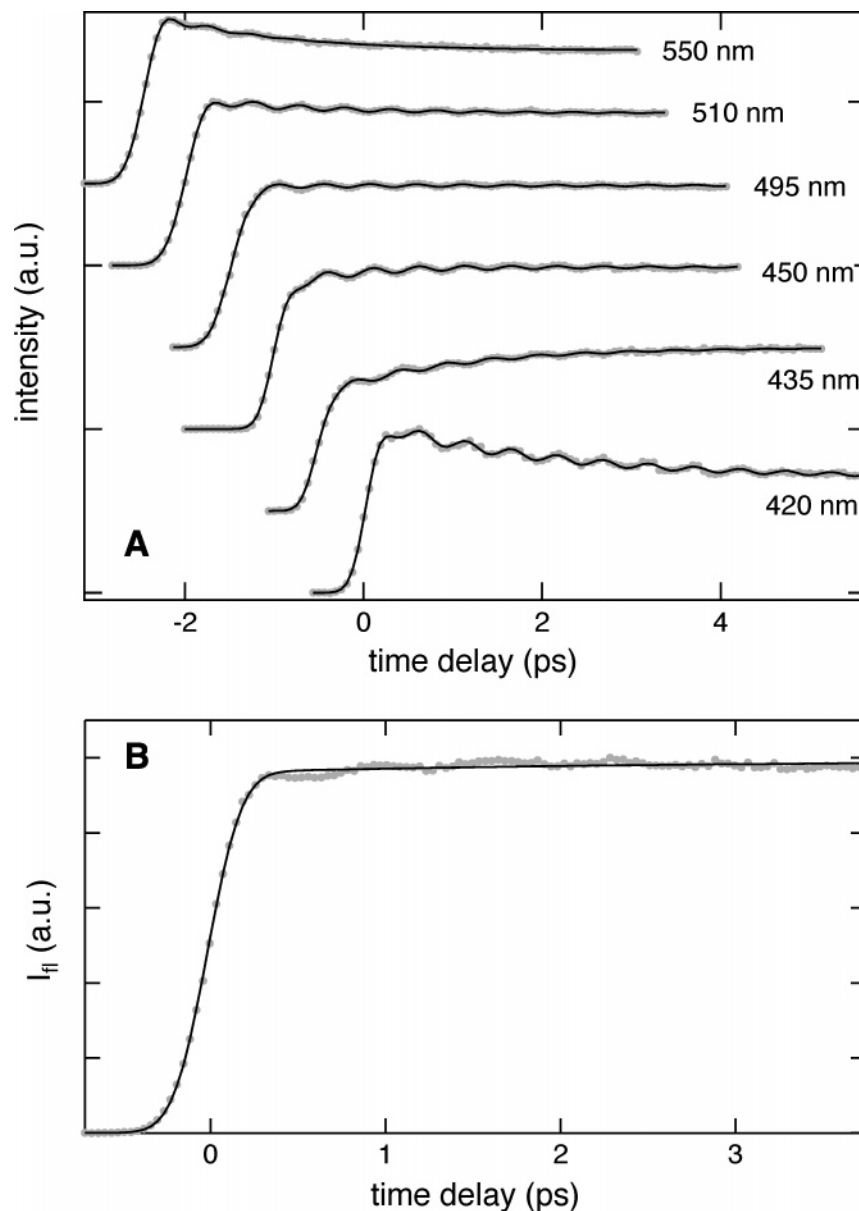 550 nm
510 nm
495 nm
450 nm
435 nm
420 nm
intensity (a.u.)
A
-2 0 2 4
time delay (ps)
B
I_fl (a.u.)
0 1 2 3
time delay (ps)